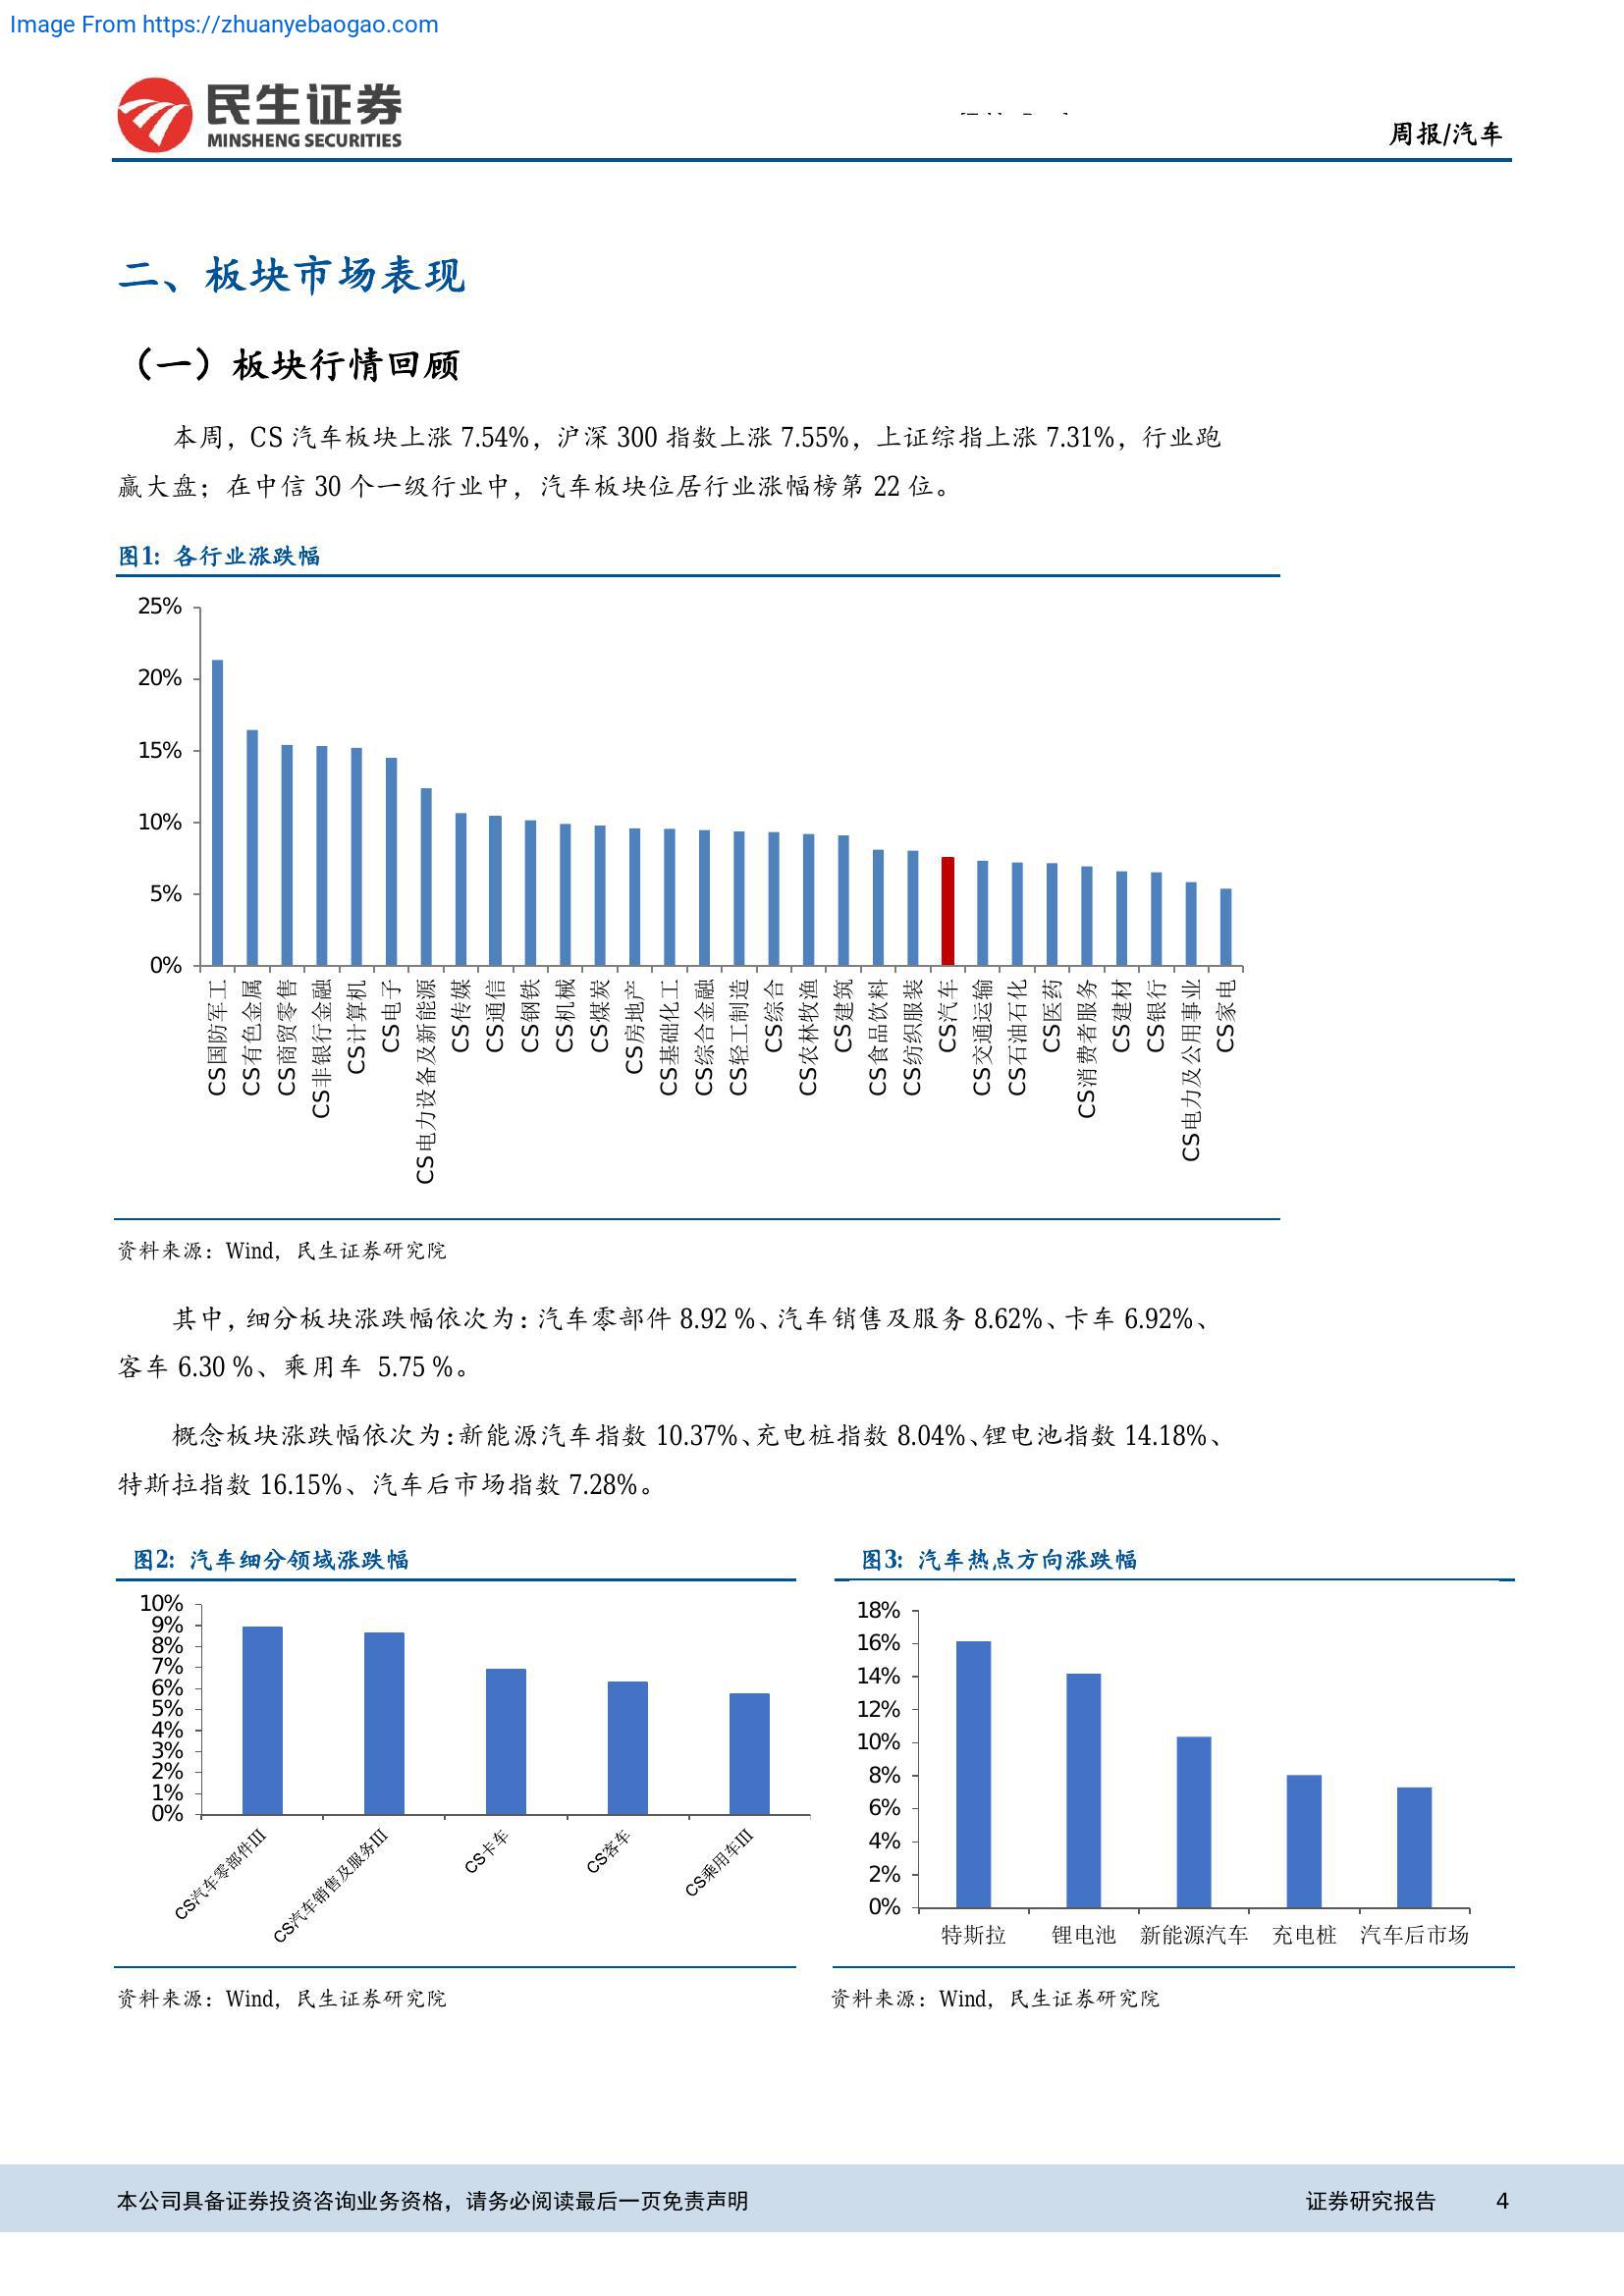 Image From https://zhuanyebaogao.com
民生证券
MINSHENG SECURITIES
周报/汽车
二、板块市场表现
（一）板块行情回顾
本周，CS 汽车板块上涨 7.54%，沪深 300 指数上涨 7.55%，上证综指上涨 7.31%，行业跑
赢大盘；在中信 30 个一级行业中，汽车板块位居行业涨幅榜第 22 位。
图1: 各行业涨跌幅
25%
20%
15%
10%
5%
0%
CS国防军工
CS有色金属
CS商贸零售
CS非银行金融
CS计算机
CS电子
CS电力设备及新能源
CS传媒
CS通信
CS钢铁
CS机械
CS煤炭
CS房地产
CS基础化工
CS综合金融
CS轻工制造
CS综合
CS农林牧渔
CS建筑
CS食品饮料
CS纺织服装
CS汽车
CS交通运输
CS石油石化
CS医药
CS消费者服务
CS建材
CS银行
CS电力及公用事业
CS家电
资料来源：Wind，民生证券研究院
其中，细分板块涨跌幅依次为：汽车零部件 8.92 %、汽车销售及服务 8.62%、卡车 6.92%、
客车 6.30 %、乘用车 5.75 %。
概念板块涨跌幅依次为：新能源汽车指数 10.37%、充电桩指数 8.04%、锂电池指数 14.18%、
特斯拉指数 16.15%、汽车后市场指数 7.28%。
图2: 汽车细分领域涨跌幅
10%
9%
8%
7%
6%
5%
4%
3%
2%
1%
0%
CS汽车零部件III
CS汽车销售及服务III
CS卡车
CS客车
CS乘用车III
资料来源：Wind，民生证券研究院
图3: 汽车热点方向涨跌幅
18%
16%
14%
12%
10%
8%
6%
4%
2%
0%
特斯拉
锂电池
新能源汽车
充电桩
汽车后市场
资料来源：Wind，民生证券研究院
本公司具备证券投资咨询业务资格，请务必阅读最后一页免责声明
证券研究报告 4